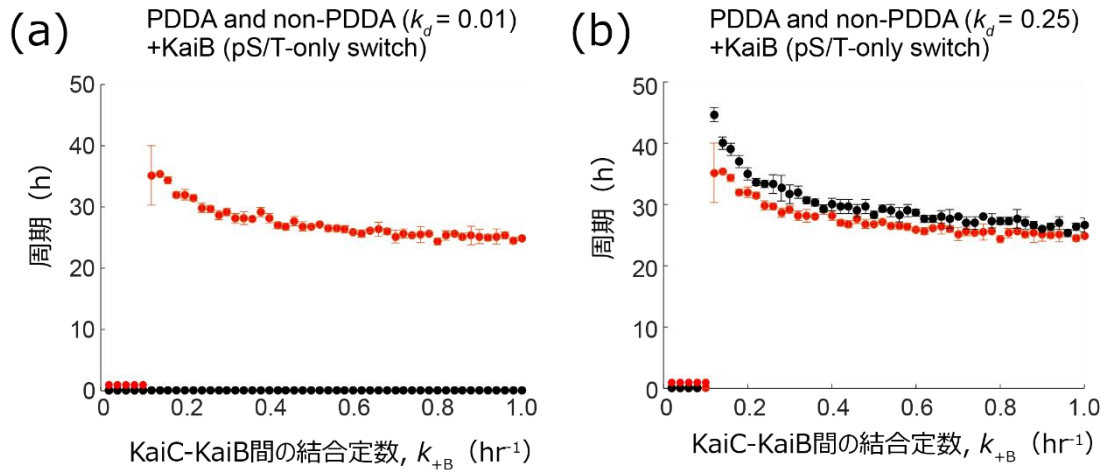 (a)
PDDA and non-PDDA (kd = 0.01)
+KaiB (pS/T-only switch)
周期（h）
50
40
30
20
10
0
0.2
0.4
0.6
0.8
1.0
KaiC-KaiB間の結合定数, k+B（hr-1）
(b)
PDDA and non-PDDA (kd = 0.25)
+KaiB (pS/T-only switch)
周期（h）
50
40
30
20
10
0
0.2
0.4
0.6
0.8
1.0
KaiC-KaiB間の結合定数, k+B（hr-1）